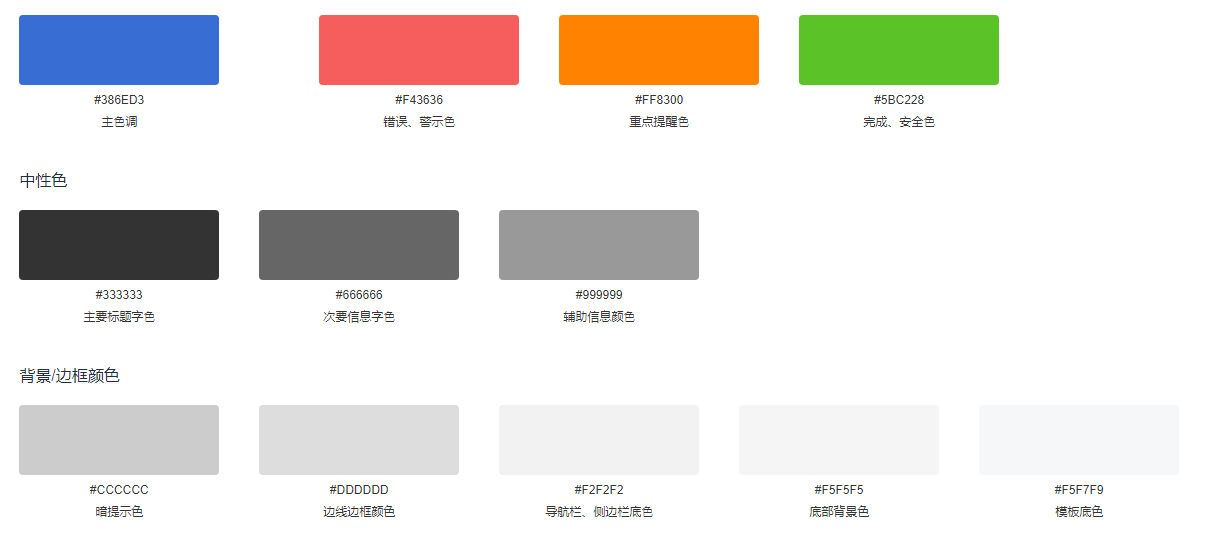 #386ED3 #F43636 #FF8300 #5BC228
主色调 错误、警示色 重点提醒色 完成、安全色
中性色
#333333 #666666 #999999
主要标题字色 次要信息字色 辅助信息颜色
背景/边框颜色
#CCCCCC #DDDDDD #F2F2F2 #F5F5F5 #F5F7F9
暗提示色 边线边框颜色 导航栏、侧边栏底色 底部背景色 模板底色